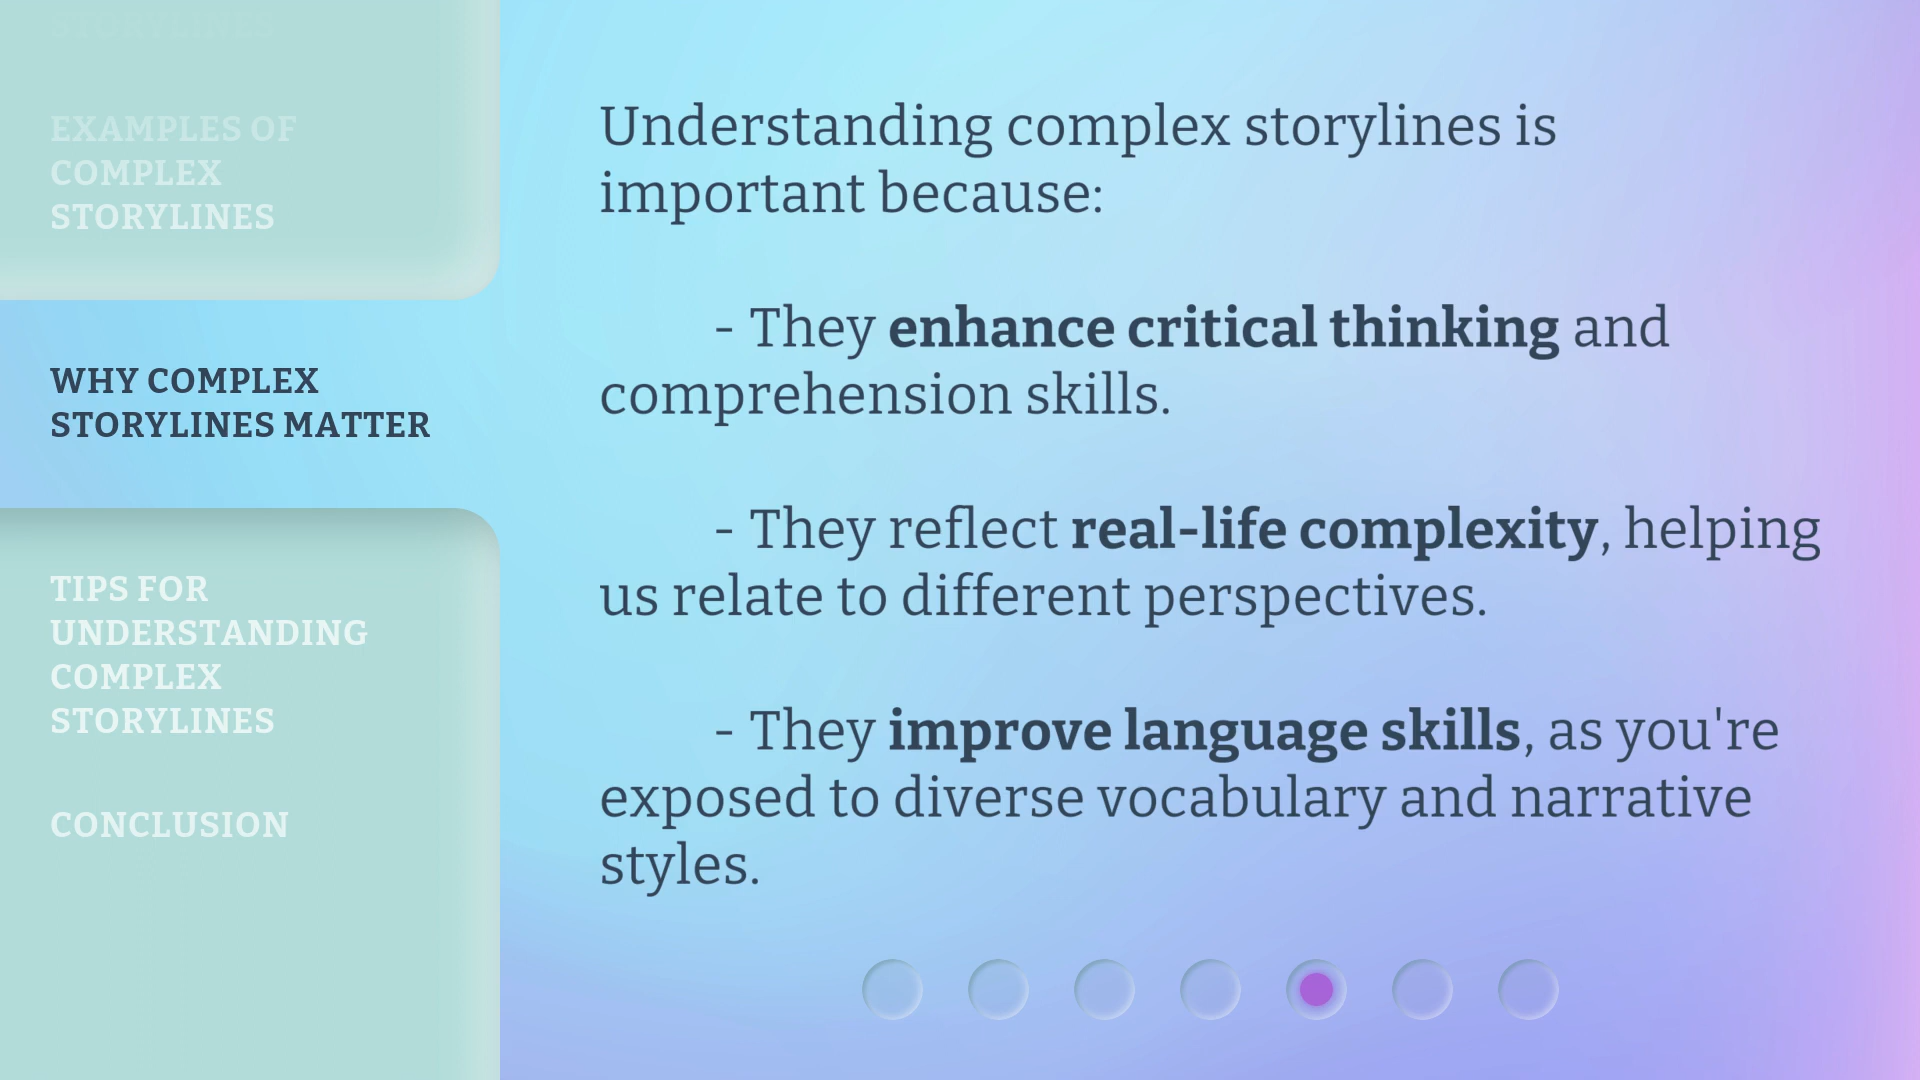 STORYLINES
EXAMPLES OF
COMPLEX
STORYLINES
WHY COMPLEX
STORYLINES MATTER
TIPS FOR
UNDERSTANDING
COMPLEX
STORYLINES
CONCLUSION
Understanding complex storylines is
important because:
- They enhance critical thinking and
comprehension skills.
- They reflect real-life complexity, helping
us relate to different perspectives.
- They improve language skills, as you're
exposed to diverse vocabulary and narrative
styles.